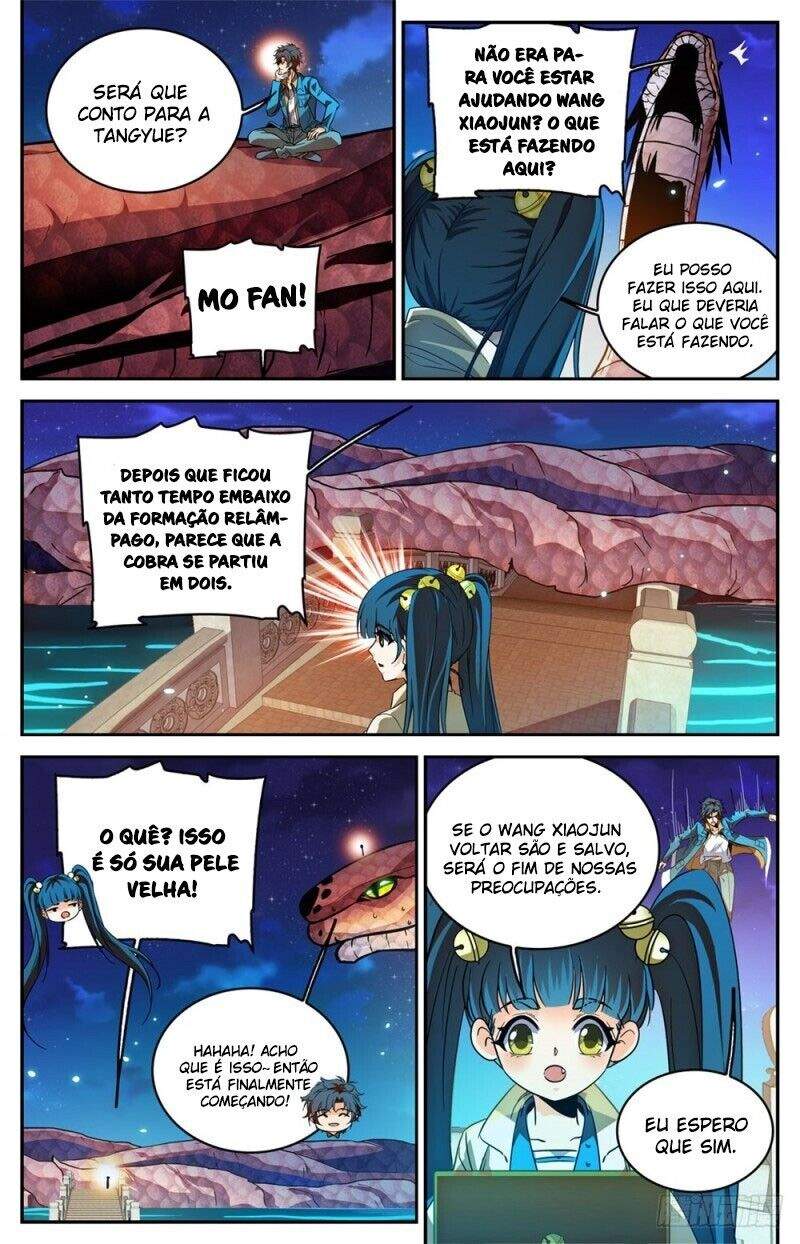 SERÁ QUE
CONTO PARA A
TANGYUE?
MO FAN!
NÃO ERA PA-
RA VOCÊ ESTAR
AJUDANDO WANG
XIAOJUN? O QUE
ESTÁ FAZENDO
AQUI?
EU POSSO
FAZER ISSO AQUI.
EU QUE DEVERIA
FALAR O QUE VOCÊ
ESTÁ FAZENDO.
DEPOIS QUE FICOU
TANTO TEMPO EMBAIXO
DA FORMAÇÃO RELÂM-
PAGO, PARECE QUE A
COBRA SE PARTIU
EM DOIS.
O QUÊ? ISSO
É SÓ SUA PELE
VELHA!
HAHAHA! ACHO
QUE É ISSO~ENTÃO
ESTÁ FINALMENTE
COMEÇANDO!
SE O WANG XIAOJUN
VOLTAR SÃO E SALVO,
SERÁ O FIM DE NOSSAS
PREOCUPAÇÕES.
EU ESPERO
QUE SIM.